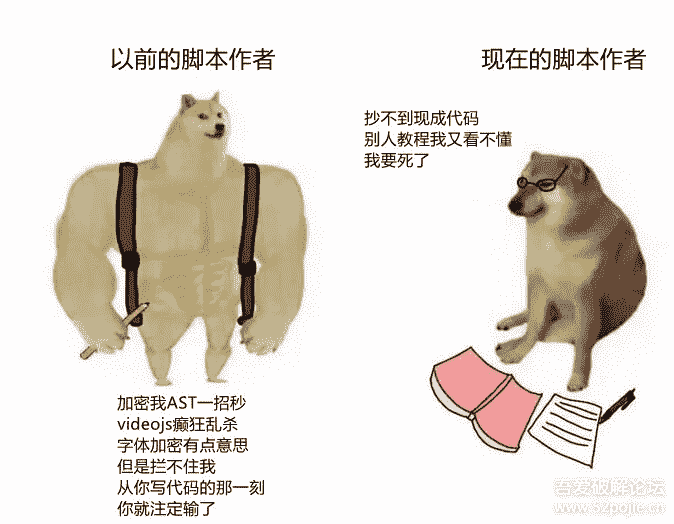 以前的脚本作者
现在的脚本作者
抄不到现成代码
别人教程我又看不懂
我要死了
加密我AST一招秒
videojs癫狂乱杀
字体加密有点意思
但是拦不住我
从你写代码的那一刻
你就注定输了
吾爱破解论坛
www.52pojie.cn